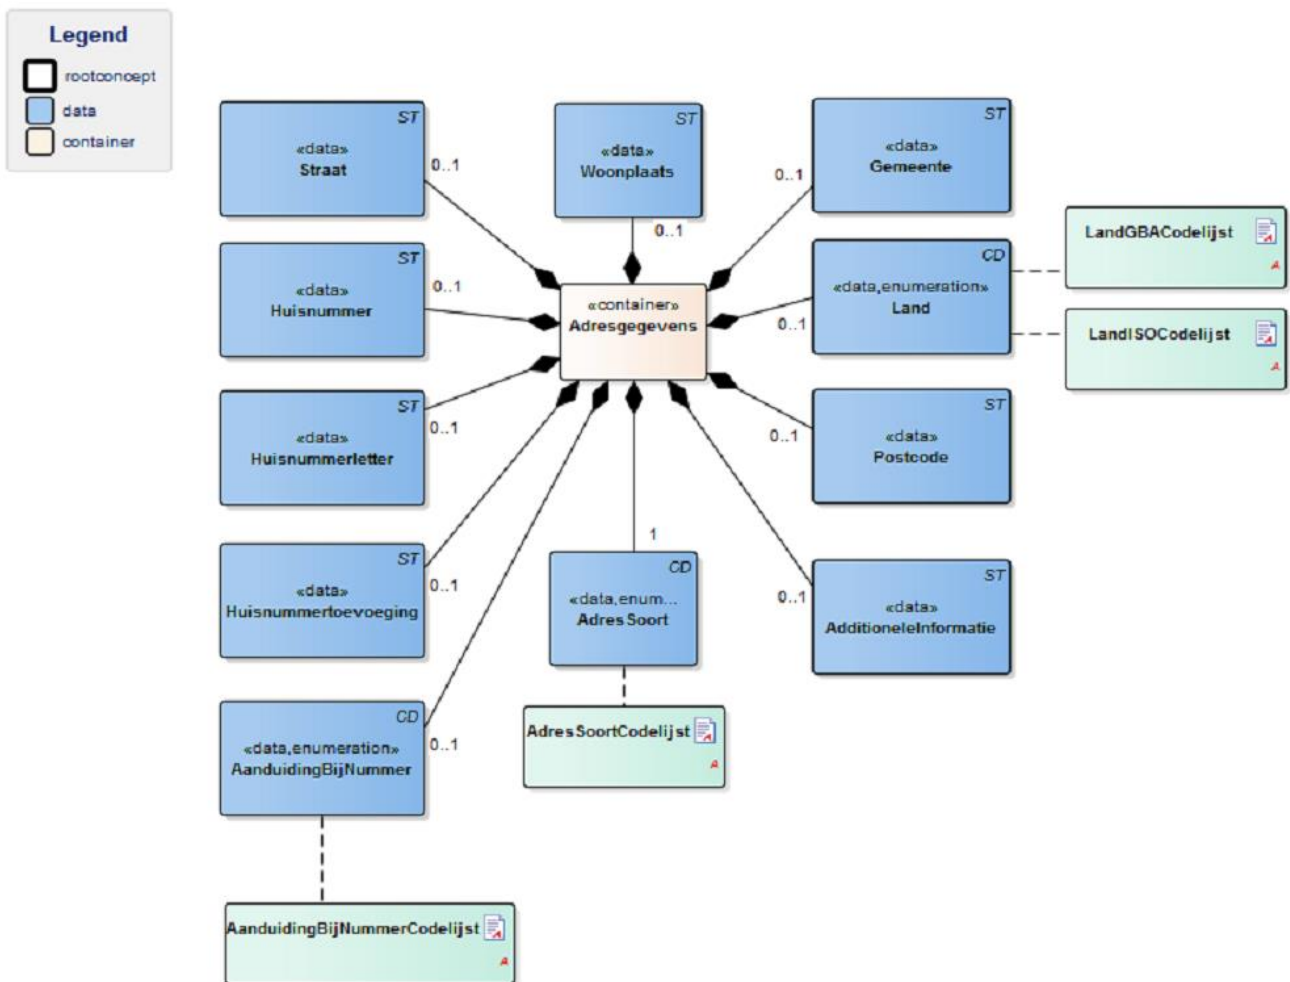 Legend
rootconcept
data
container
ST
«data»
Straat
0..1
ST
«data»
Woonplaats
0..1
ST
«data»
Gemeente
0..1
ST
«data»
Huisnummer
0..1
«container»
Adresgegevens
CD
«data,enumeration»
Land
0..1
LandGBACodelijst
A
LandISOCodelijst
A
ST
«data»
Huisnummerletter
0..1
ST
«data»
Postcode
0..1
ST
«data»
Huisnummertoevoeging
0..1
1
CD
«data,enum...
AdresSoort
ST
«data»
AdditioneleInformatie
0..1
CD
«data,enumeration»
AanduidingBijNummer
0..1
AdresSoortCodelijst
A
AanduidingBijNummerCodelijst
A